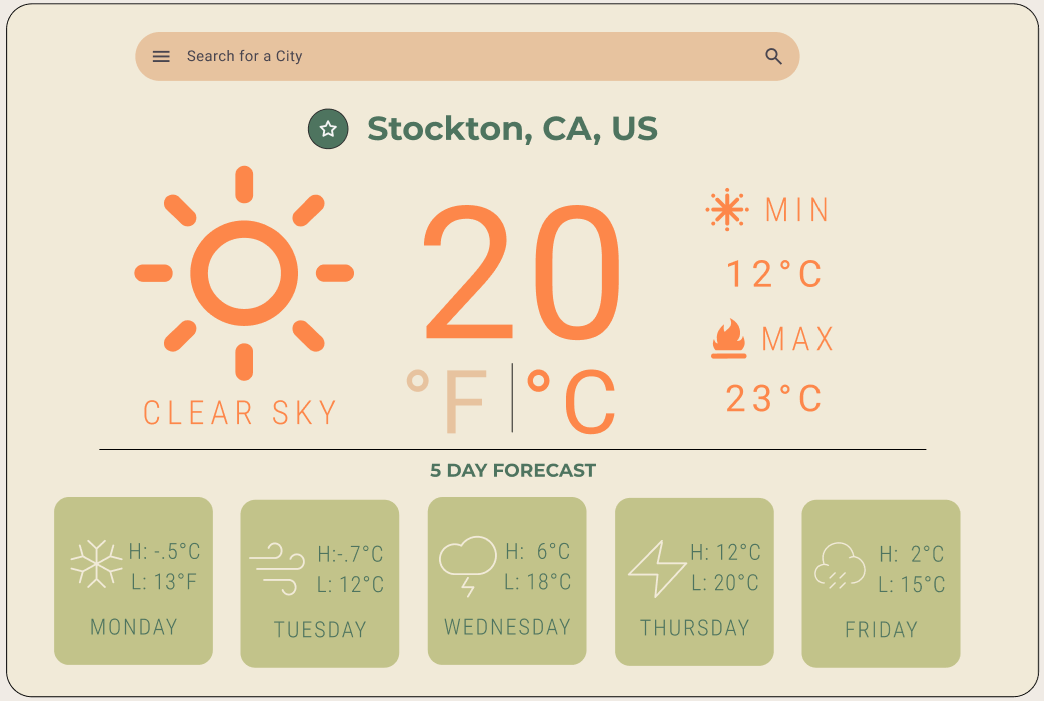 Search for a City
Stockton, CA, US
20
°F | °C
CLEAR SKY
MIN
12°C
MAX
23°C
5 DAY FORECAST
H: -.5°C
L: 13°F
MONDAY
H:-.7°C
L: 12°C
TUESDAY
H: 6°C
L: 18°C
WEDNESDAY
H: 12°C
L: 20°C
THURSDAY
H: 2°C
L: 15°C
FRIDAY